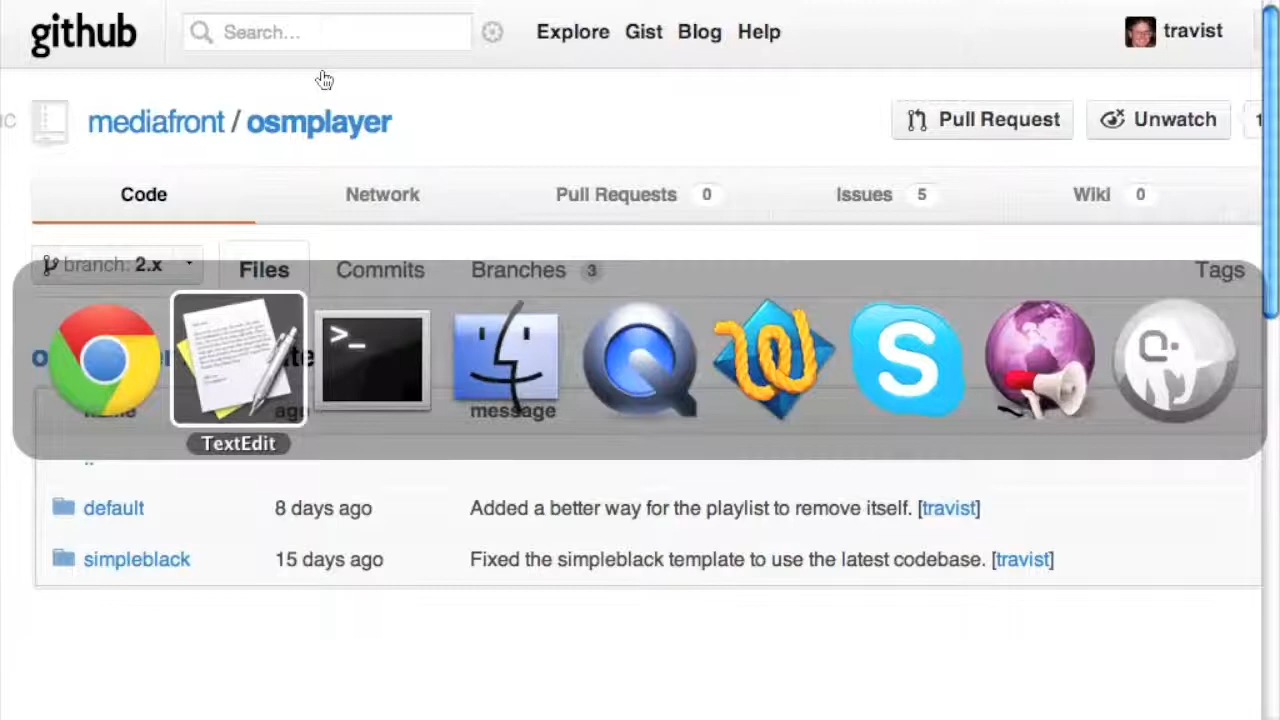 github Search... Explore Gist Blog Help travist
mediafront / osmplayer Pull Request Unwatch
Code Network Pull Requests 0 Issues 5 Wiki 0
branch: 2.x Files Commits Branches 3 Tags
>_
name ago message
TextEdit
..
default 8 days ago Added a better way for the playlist to remove itself. [travist]
simpleblack 15 days ago Fixed the simpleblack template to use the latest codebase. [travist]